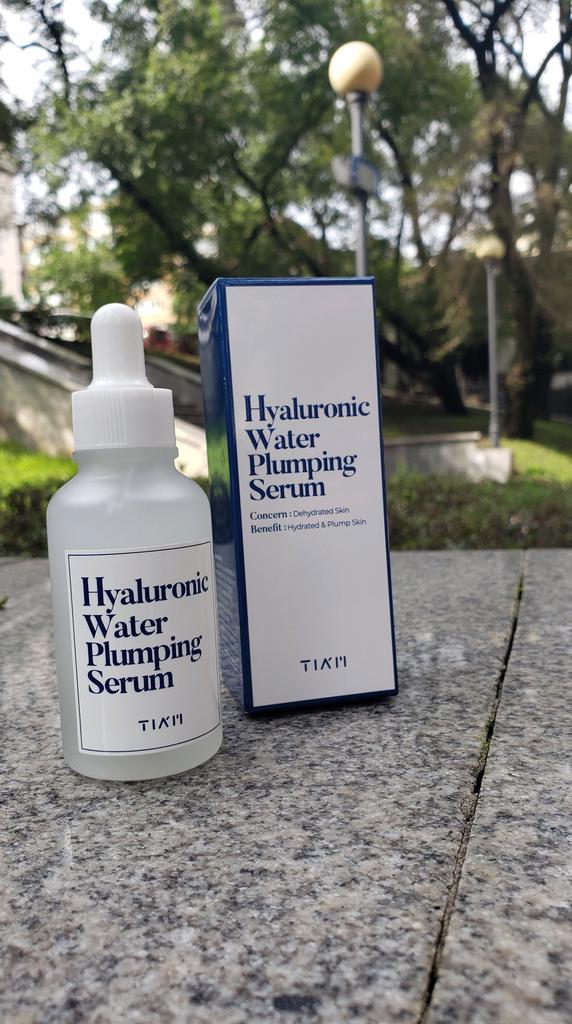 Hyaluronic
Water
Plumping
Serum
TIA'M
Hyaluronic
Water
Plumping
Serum
Concern : Dehydrated Skin
Benefit : Hydrated & Plump Skin
TIA'M